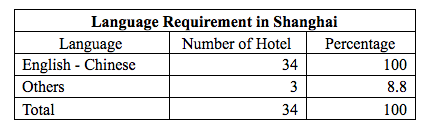 Language Requirement in Shanghai
Language Number of Hotel Percentage
English - Chinese 34 100
Others 3 8.8
Total 34 100